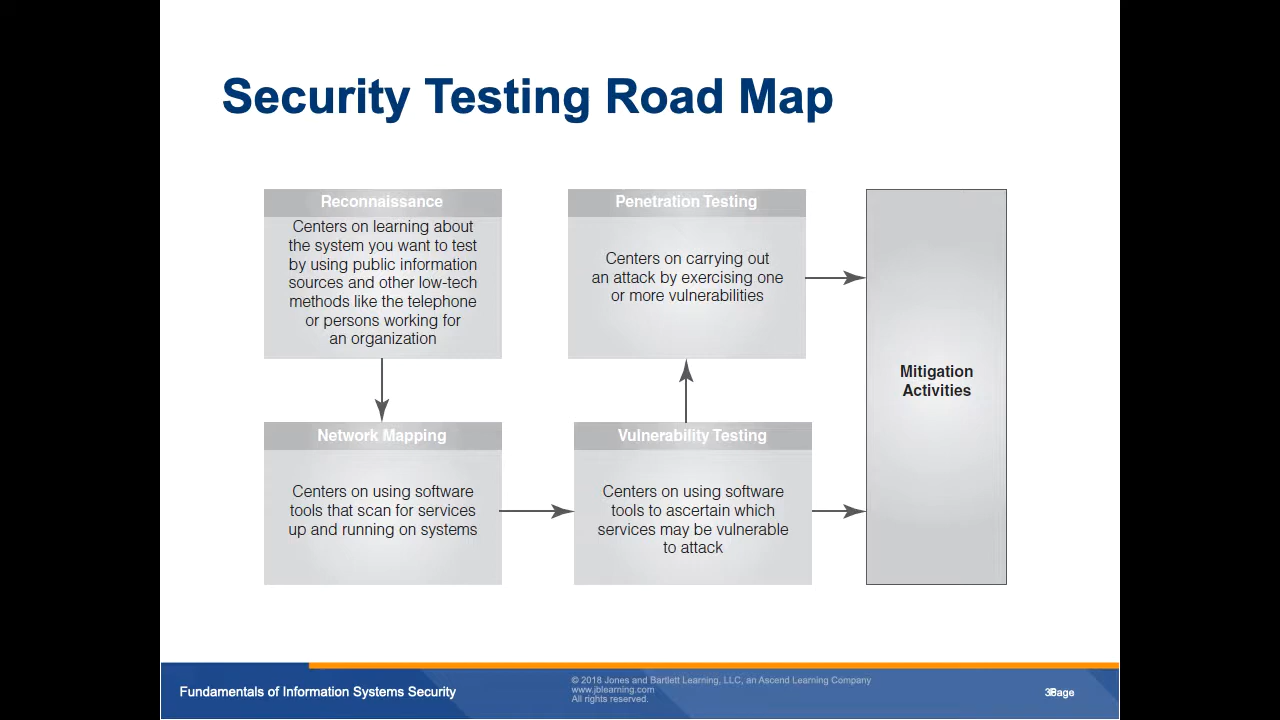 Security Testing Road Map
Reconnaissance
Centers on learning about
the system you want to test
by using public information
sources and other low-tech
methods like the telephone
or persons working for
an organization
Network Mapping
Centers on using software
tools that scan for services
up and running on systems
Vulnerability Testing
Centers on using software
tools to ascertain which
services may be vulnerable
to attack
Penetration Testing
Centers on carrying out
an attack by exercising one
or more vulnerabilities
Mitigation
Activities
Fundamentals of Information Systems Security
© 2018 Jones and Bartlett Learning, LLC, an Ascend Learning Company
www.jblearning.com
All rights reserved.